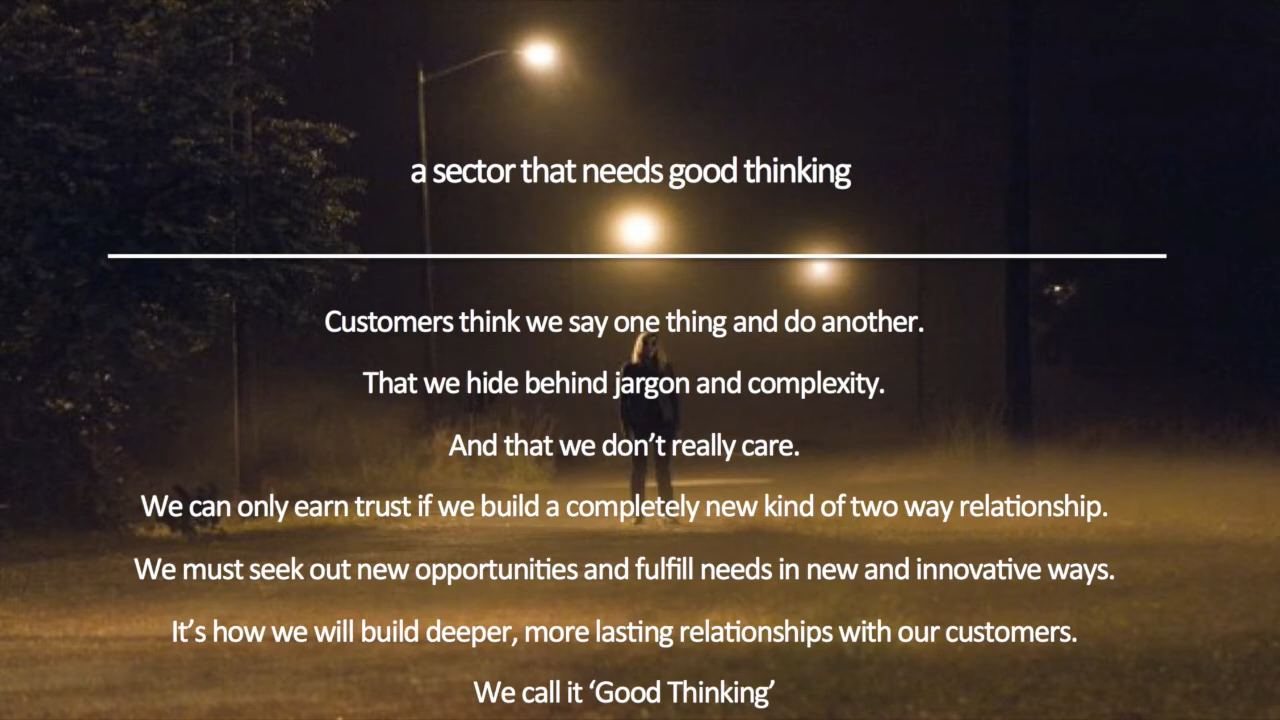 a sector that needs good thinking
Customers think we say one thing and do another.
That we hide behind jargon and complexity.
And that we don’t really care.
We can only earn trust if we build a completely new kind of two way relationship.
We must seek out new opportunities and fulfill needs in new and innovative ways.
It’s how we will build deeper, more lasting relationships with our customers.
We call it ‘Good Thinking’